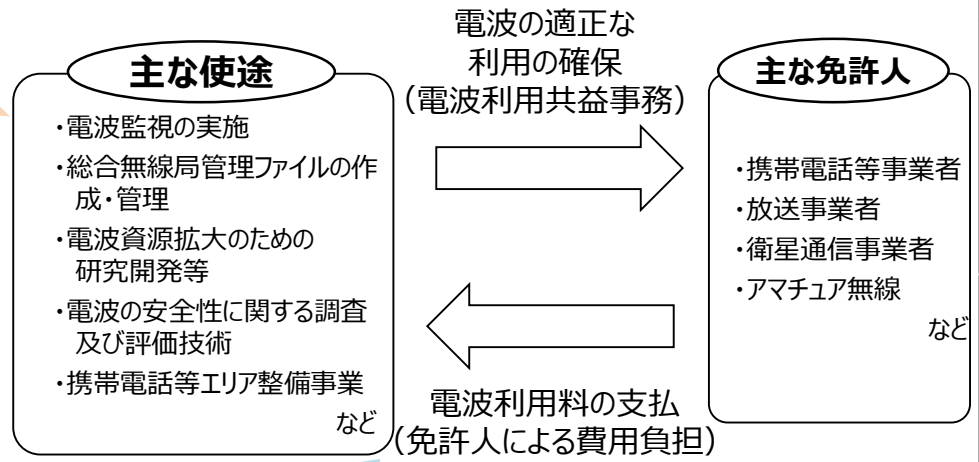 電波の適正な
利用の確保
（電波利用共益事務）
主な使途
・電波監視の実施
・総合無線局管理ファイルの作
成・管理
・電波資源拡大のための
研究開発等
・電波の安全性に関する調査
及び評価技術
・携帯電話等エリア整備事業
など
主な免許人
・携帯電話等事業者
・放送事業者
・衛星通信事業者
・アマチュア無線
など
電波利用料の支払
（免許人による費用負担）